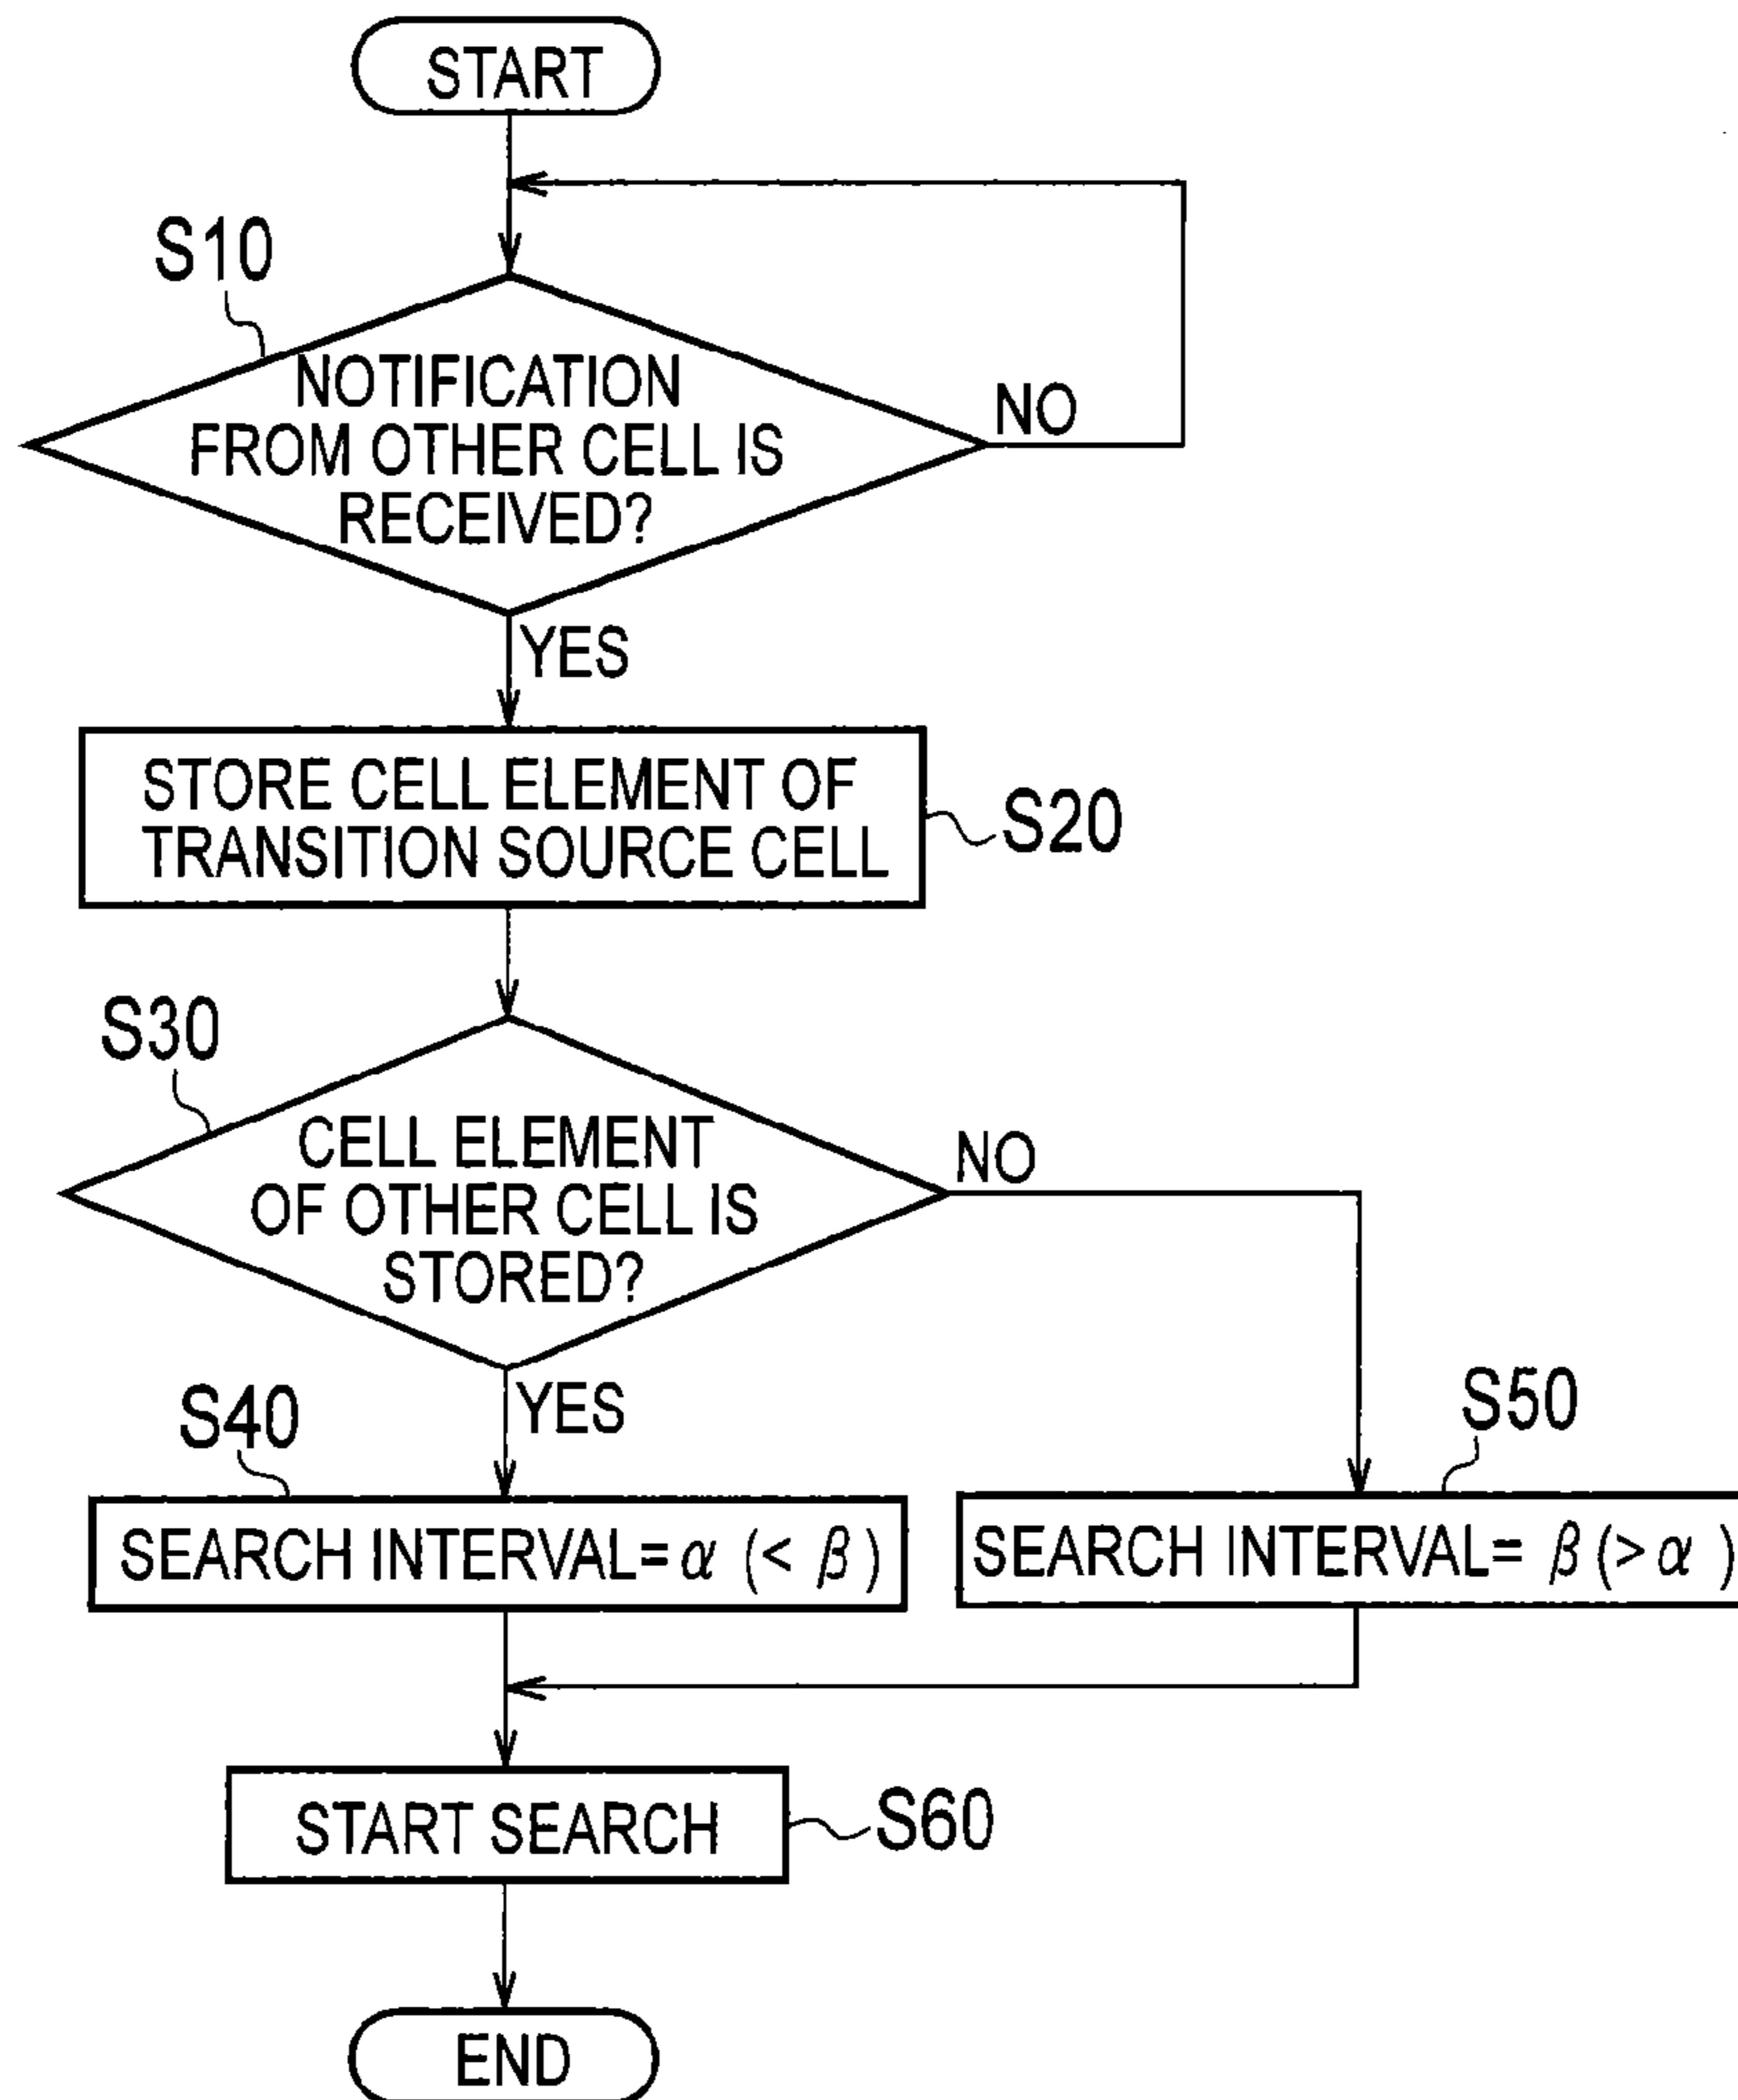 START
S10
NOTIFICATION
FROM OTHER CELL IS
RECEIVED?
NO
YES
STORE CELL ELEMENT OF
TRANSITION SOURCE CELL
S20
S30
CELL ELEMENT
OF OTHER CELL IS
STORED?
NO
YES
S40
S50
SEARCH INTERVAL=α (< β)
SEARCH INTERVAL= β(>α )
START SEARCH
S60
END